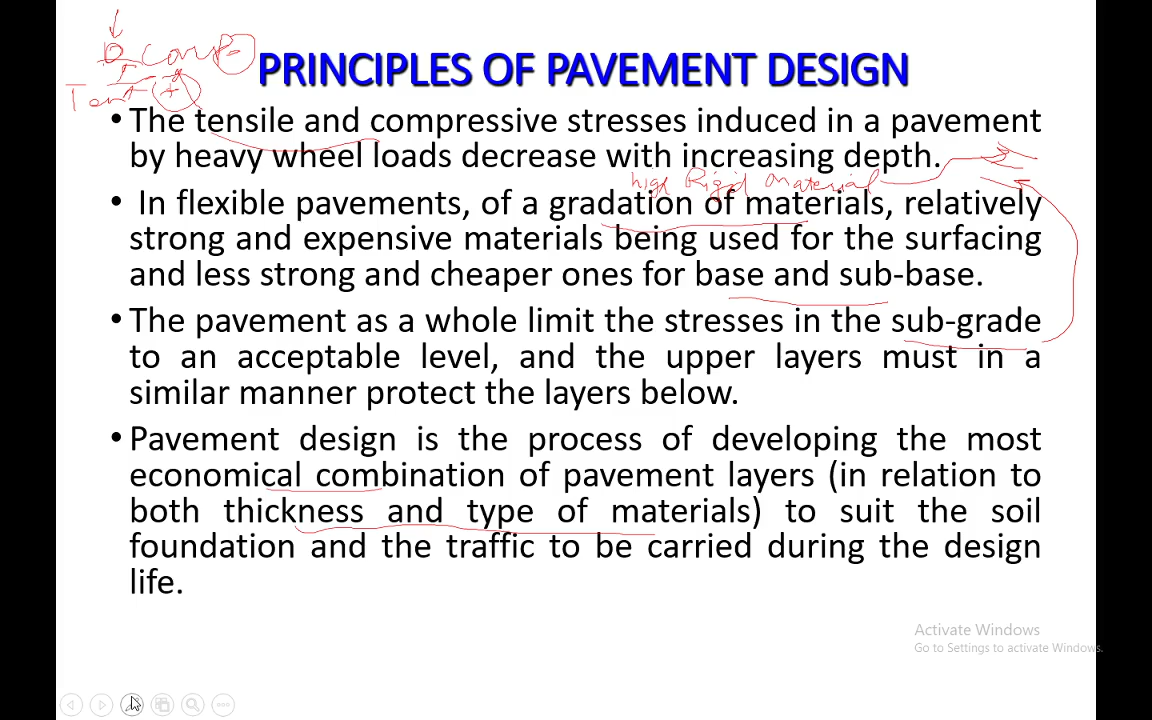 Comp -
PRINCIPLES OF PAVEMENT DESIGN
Tent +
• The tensile and compressive stresses induced in a pavement
by heavy wheel loads decrease with increasing depth.
high Rigid material
• In flexible pavements, of a gradation of materials, relatively
strong and expensive materials being used for the surfacing
and less strong and cheaper ones for base and sub-base.
• The pavement as a whole limit the stresses in the sub-grade
to an acceptable level, and the upper layers must in a
similar manner protect the layers below.
• Pavement design is the process of developing the most
economical combination of pavement layers (in relation to
both thickness and type of materials) to suit the soil
foundation and the traffic to be carried during the design
life.
Activate Windows
Go to Settings to activate Windows.